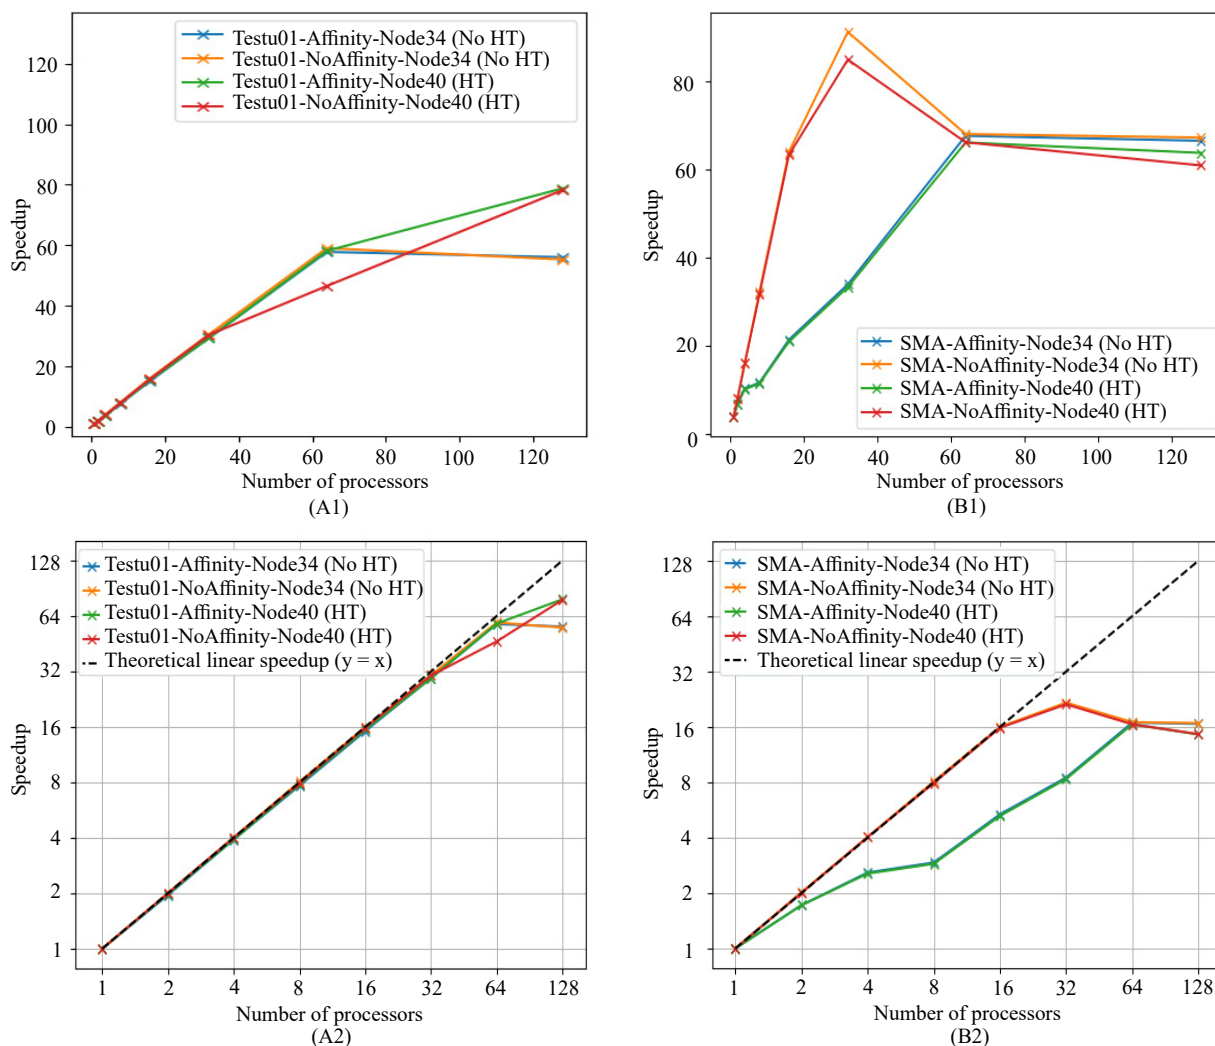 Testu01-Affinity-Node34 (No HT)
Testu01-NoAffinity-Node34 (No HT)
Testu01-Affinity-Node40 (HT)
Testu01-NoAffinity-Node40 (HT)
120
100
80
60
40
20
0
Speedup
0 20 40 60 80 100 120
Number of processors
(A1)
80
60
40
20
0
Speedup
SMA-Affinity-Node34 (No HT)
SMA-NoAffinity-Node34 (No HT)
SMA-Affinity-Node40 (HT)
SMA-NoAffinity-Node40 (HT)
0 20 40 60 80 100 120
Number of processors
(B1)
Testu01-Affinity-Node34 (No HT)
Testu01-NoAffinity-Node34 (No HT)
Testu01-Affinity-Node40 (HT)
Testu01-NoAffinity-Node40 (HT)
Theoretical linear speedup (y = x)
128
64
32
16
8
4
2
1
Speedup
1 2 4 8 16 32 64 128
Number of processors
(A2)
SMA-Affinity-Node34 (No HT)
SMA-NoAffinity-Node34 (No HT)
SMA-Affinity-Node40 (HT)
SMA-NoAffinity-Node40 (HT)
Theoretical linear speedup (y = x)
128
64
32
16
8
4
2
1
Speedup
1 2 4 8 16 32 64 128
Number of processors
(B2)